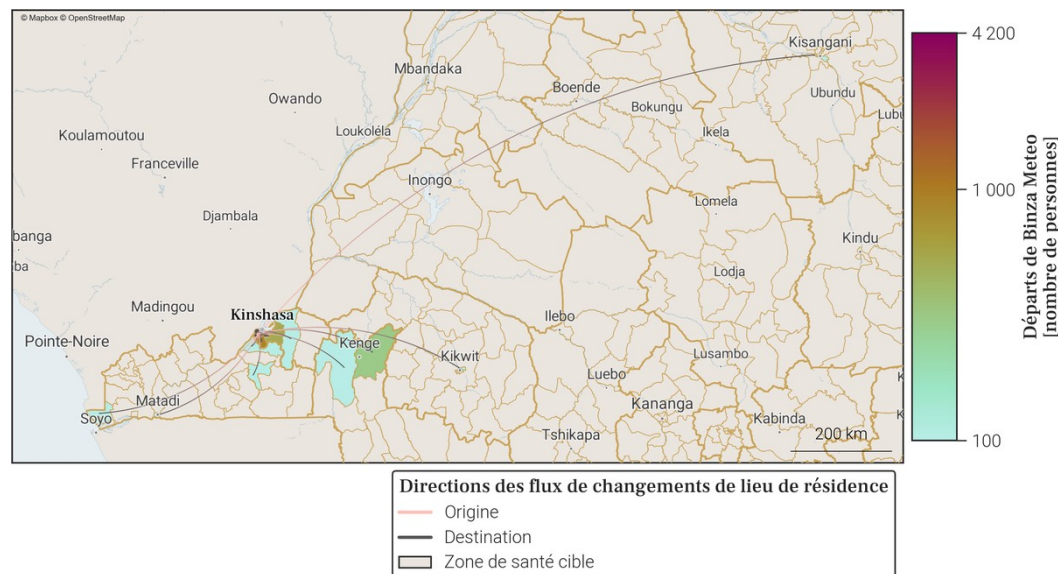 © Mapbox © OpenStreetMap
Kisangani
Mbandaka
Boende
Ubundu
Owando
Bokungu
Lubu
Loukoléla
Ikela
Koulamoutou
Franceville
Inongo
Lomela
Djambala
banga
Kindu
ba
Lodja
Madingou
Kinshasa
Ilebo
Pointe-Noire
Kenge
Kikwit
Lusambo
Luebo
Matadi
Soyo
Kananga
Kabinda
Tshikapa
200 km
4 200
1 000
100
Départs de Binza Meteo
[nombre de personnes]
Directions des flux de changements de lieu de résidence
Origine
Destination
Zone de santé cible